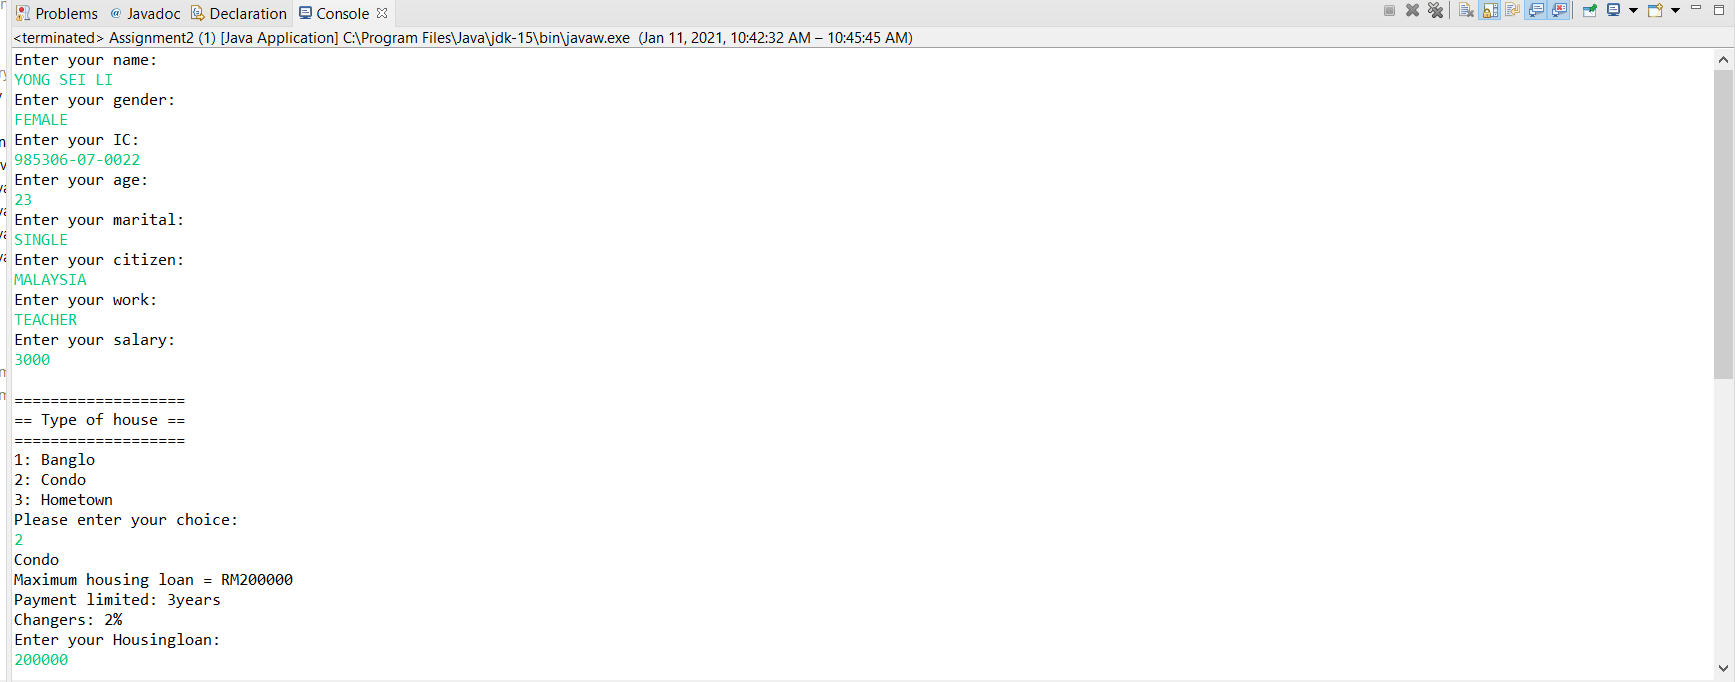 Problems @ Javadoc Declaration Console
<terminated> Assignment2 (1) [Java Application] C:\Program Files\Java\jdk-15\bin\javaw.exe (Jan 11, 2021, 10:42:32 AM – 10:45:45 AM)
Enter your name:
YONG SEI LI
Enter your gender:
FEMALE
Enter your IC:
985306-07-0022
Enter your age:
23
Enter your marital:
SINGLE
Enter your citizen:
MALAYSIA
Enter your work:
TEACHER
Enter your salary:
3000
===================
== Type of house ==
===================
1: Banglo
2: Condo
3: Hometown
Please enter your choice:
2
Condo
Maximum housing loan = RM200000
Payment limited: 3years
Changers: 2%
Enter your Housingloan:
200000